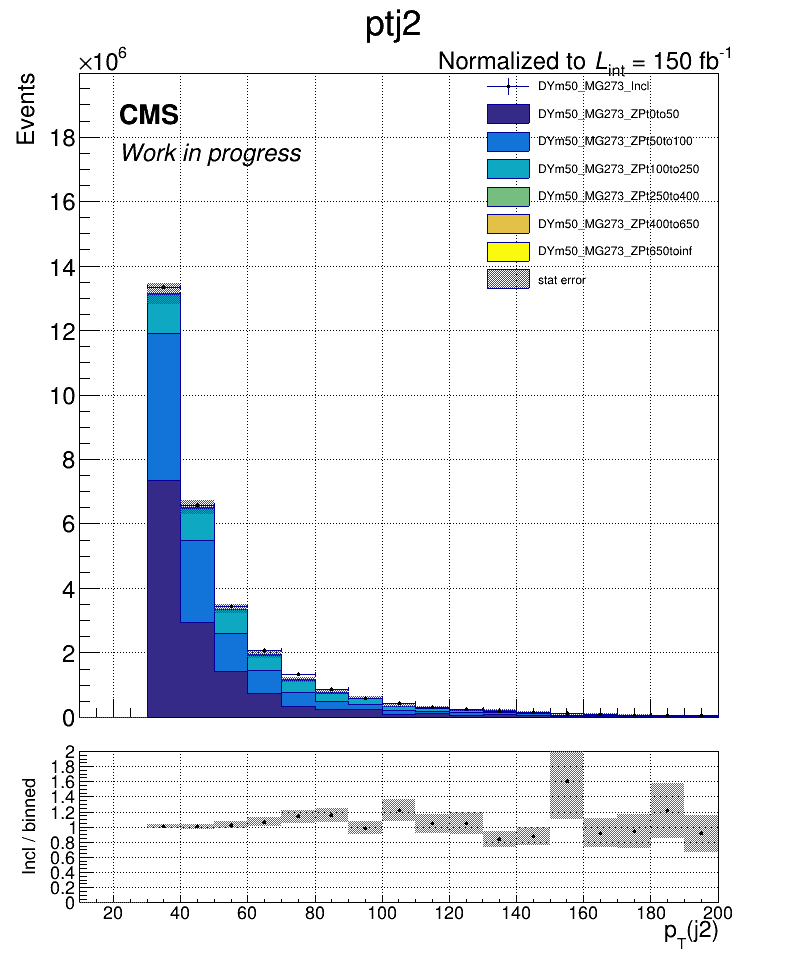 ptj2
×10⁶
Normalized to L_int = 150 fb⁻¹
Events
CMS
Work in progress
DYm50_MG273_Incl
DYm50_MG273_ZPt0to50
DYm50_MG273_ZPt50to100
DYm50_MG273_ZPt100to250
DYm50_MG273_ZPt250to400
DYm50_MG273_ZPt400to650
DYm50_MG273_ZPt650toinf
stat error
18
16
14
12
10
8
6
4
2
0
Incl / binned
2
1.8
1.6
1.4
1.2
1
0.8
0.6
0.4
0.2
0
20 40 60 80 100 120 140 160 180 200
p_T(j2)